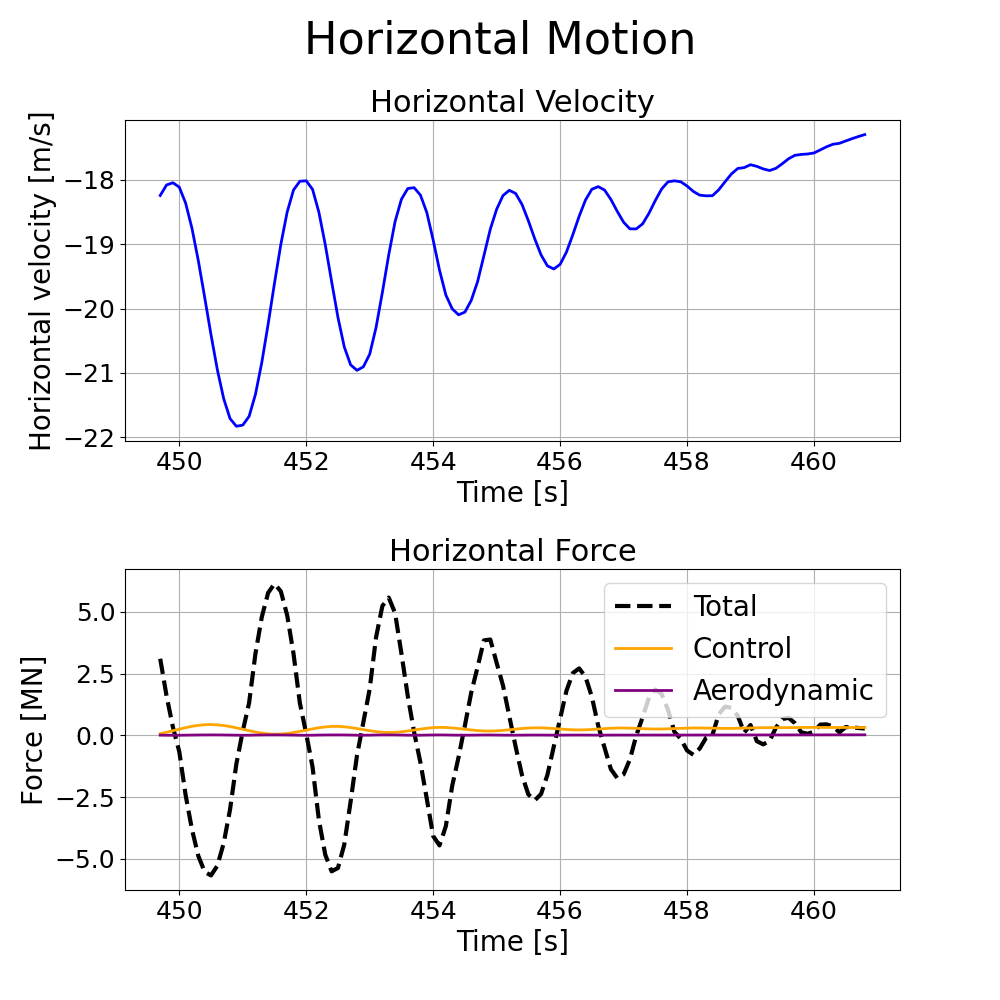 Horizontal Motion
Horizontal Velocity
Horizontal velocity [m/s]
−18
−19
−20
−21
−22
450 452 454 456 458 460
Time [s]
Horizontal Force
Force [MN]
5.0
2.5
0.0
−2.5
−5.0
Total
Control
Aerodynamic
450 452 454 456 458 460
Time [s]